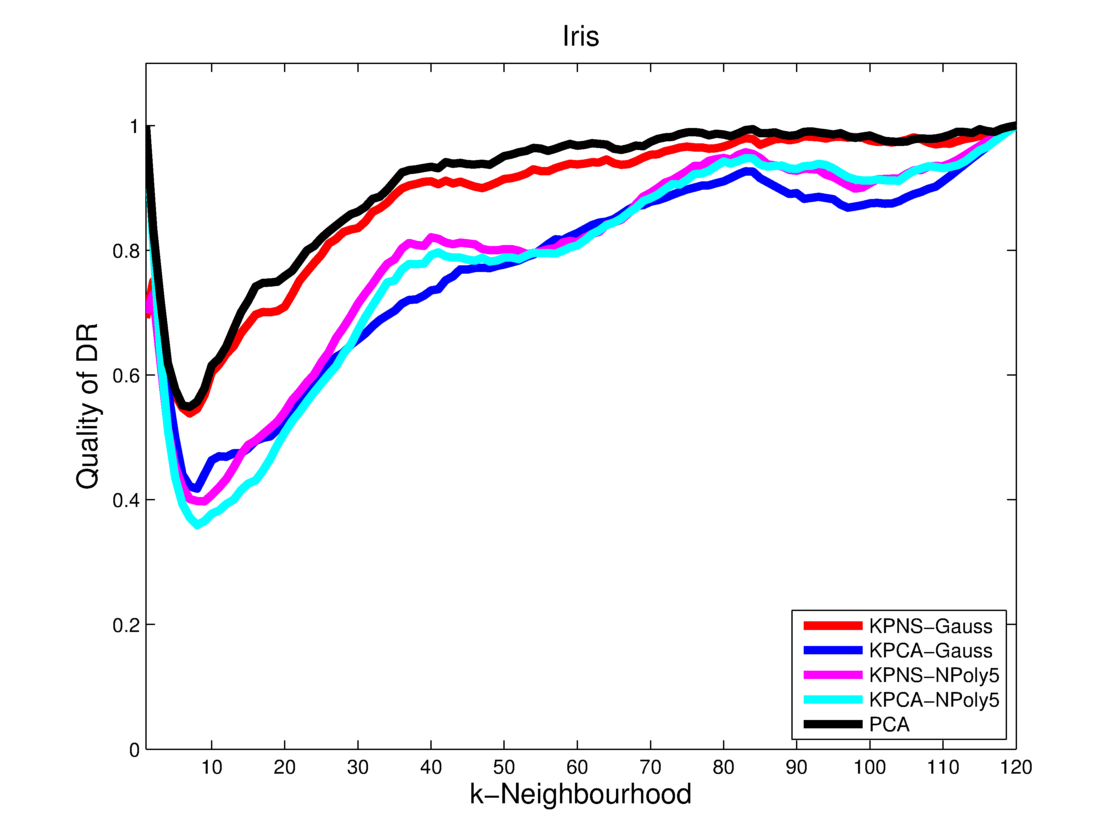 Iris
Quality of DR
1
0.8
0.6
0.4
0.2
0
10 20 30 40 50 60 70 80 90 100 110 120
k−Neighbourhood
KPNS−Gauss
KPCA−Gauss
KPNS−NPoly5
KPCA−NPoly5
PCA